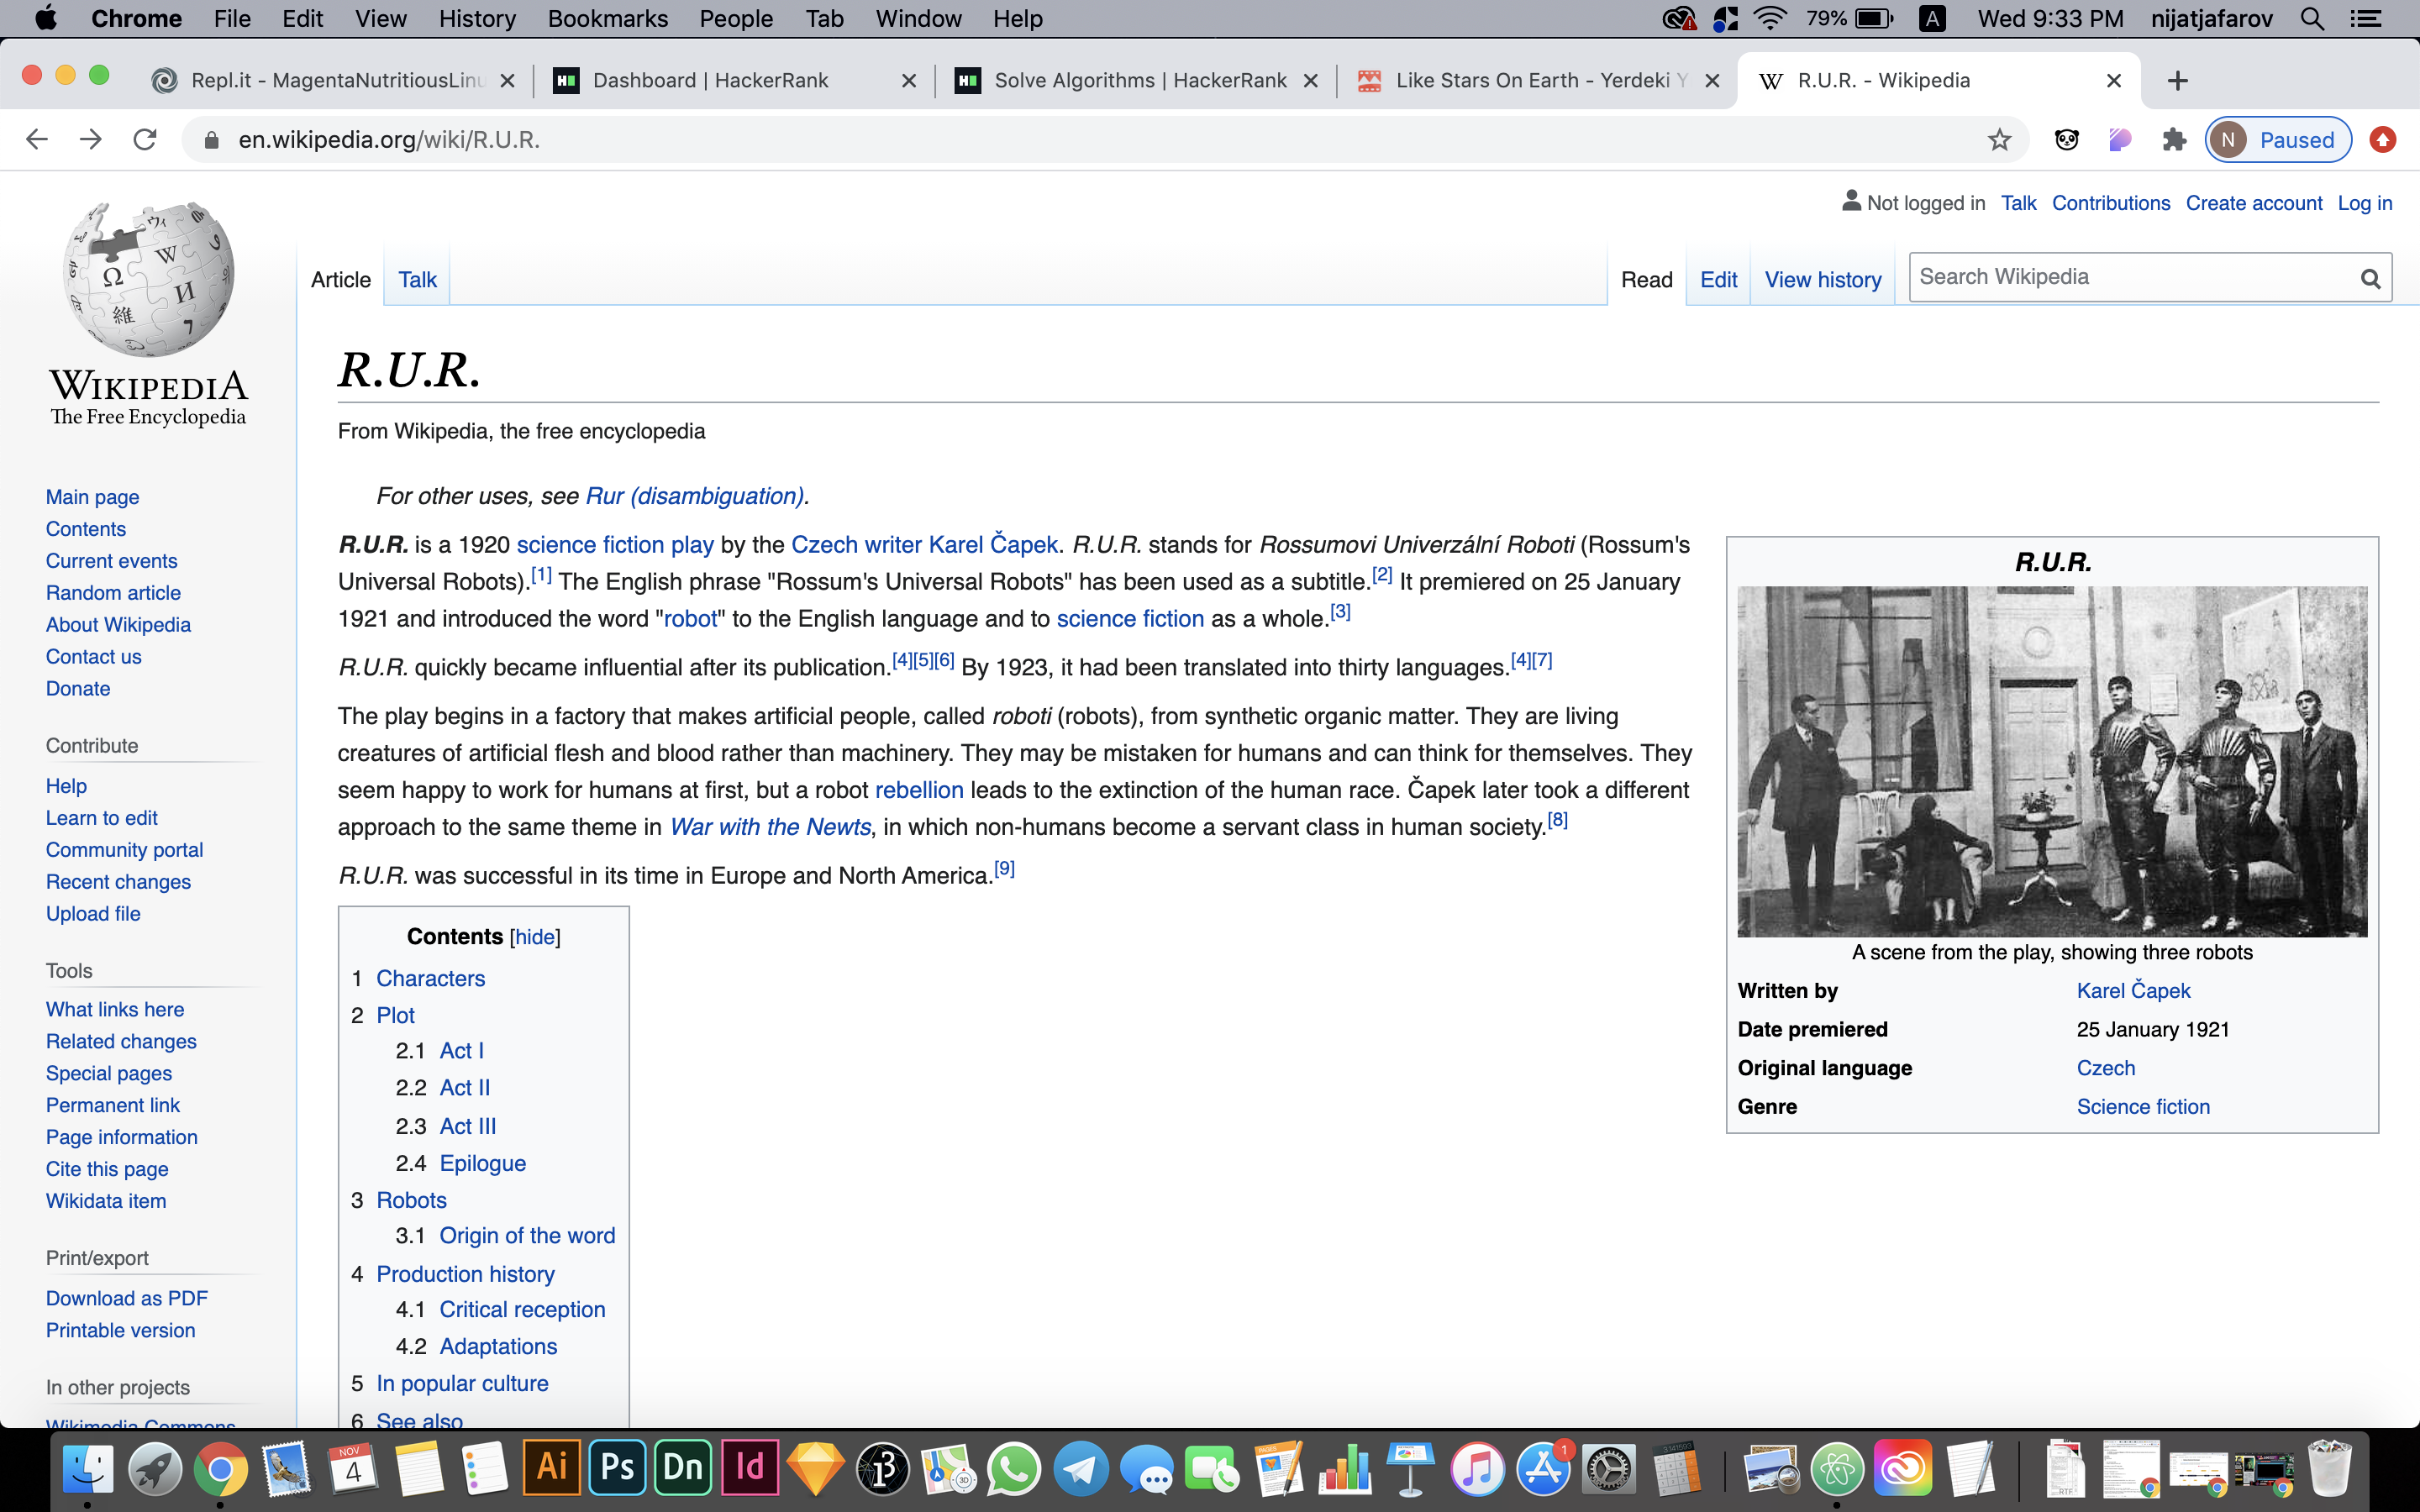 Chrome File Edit View History Bookmarks People Tab Window Help 79% A Wed 9:33 PM nijatjafarov
Repl.it - MagentaNutritiousLinu
Dashboard | HackerRank
Solve Algorithms | HackerRank
Like Stars On Earth - Yerdeki Y
W R.U.R. - Wikipedia
en.wikipedia.org/wiki/R.U.R.
N Paused
Not logged in Talk Contributions Create account Log in
WIKIPEDIA
The Free Encyclopedia
Article Talk
Read Edit View history Search Wikipedia
R.U.R.
From Wikipedia, the free encyclopedia
For other uses, see Rur (disambiguation).
R.U.R. is a 1920 science fiction play by the Czech writer Karel Čapek. R.U.R. stands for Rossumovi Univerzální Roboti (Rossum's
Universal Robots).[1] The English phrase "Rossum's Universal Robots" has been used as a subtitle.[2] It premiered on 25 January
1921 and introduced the word "robot" to the English language and to science fiction as a whole.[3]
R.U.R. quickly became influential after its publication.[4][5][6] By 1923, it had been translated into thirty languages.[4][7]
The play begins in a factory that makes artificial people, called roboti (robots), from synthetic organic matter. They are living
creatures of artificial flesh and blood rather than machinery. They may be mistaken for humans and can think for themselves. They
seem happy to work for humans at first, but a robot rebellion leads to the extinction of the human race. Čapek later took a different
approach to the same theme in War with the Newts, in which non-humans become a servant class in human society.[8]
R.U.R. was successful in its time in Europe and North America.[9]
Contents [hide]
1 Characters
2 Plot
2.1 Act I
2.2 Act II
2.3 Act III
2.4 Epilogue
3 Robots
3.1 Origin of the word
4 Production history
4.1 Critical reception
4.2 Adaptations
5 In popular culture
6 See also
R.U.R.
A scene from the play, showing three robots
Written by Karel Čapek
Date premiered 25 January 1921
Original language Czech
Genre Science fiction
Main page
Contents
Current events
Random article
About Wikipedia
Contact us
Donate
Contribute
Help
Learn to edit
Community portal
Recent changes
Upload file
Tools
What links here
Related changes
Special pages
Permanent link
Page information
Cite this page
Wikidata item
Print/export
Download as PDF
Printable version
In other projects
Wikimedia Commons
NOV
4
Ai
Ps
Dn
Id
3D
PAGES
1
RTF